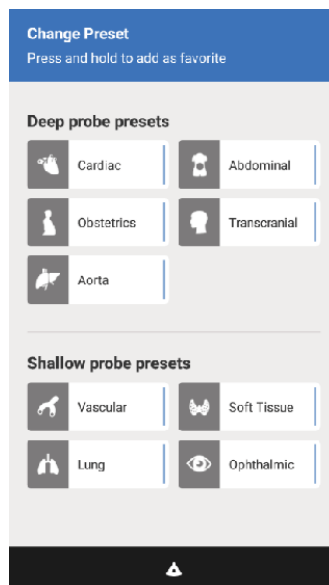 Change Preset
Press and hold to add as favorite
Deep probe presets
Cardiac
Abdominal
Obstetrics
Transcranial
Aorta
Shallow probe presets
Vascular
Soft Tissue
Lung
Ophthalmic